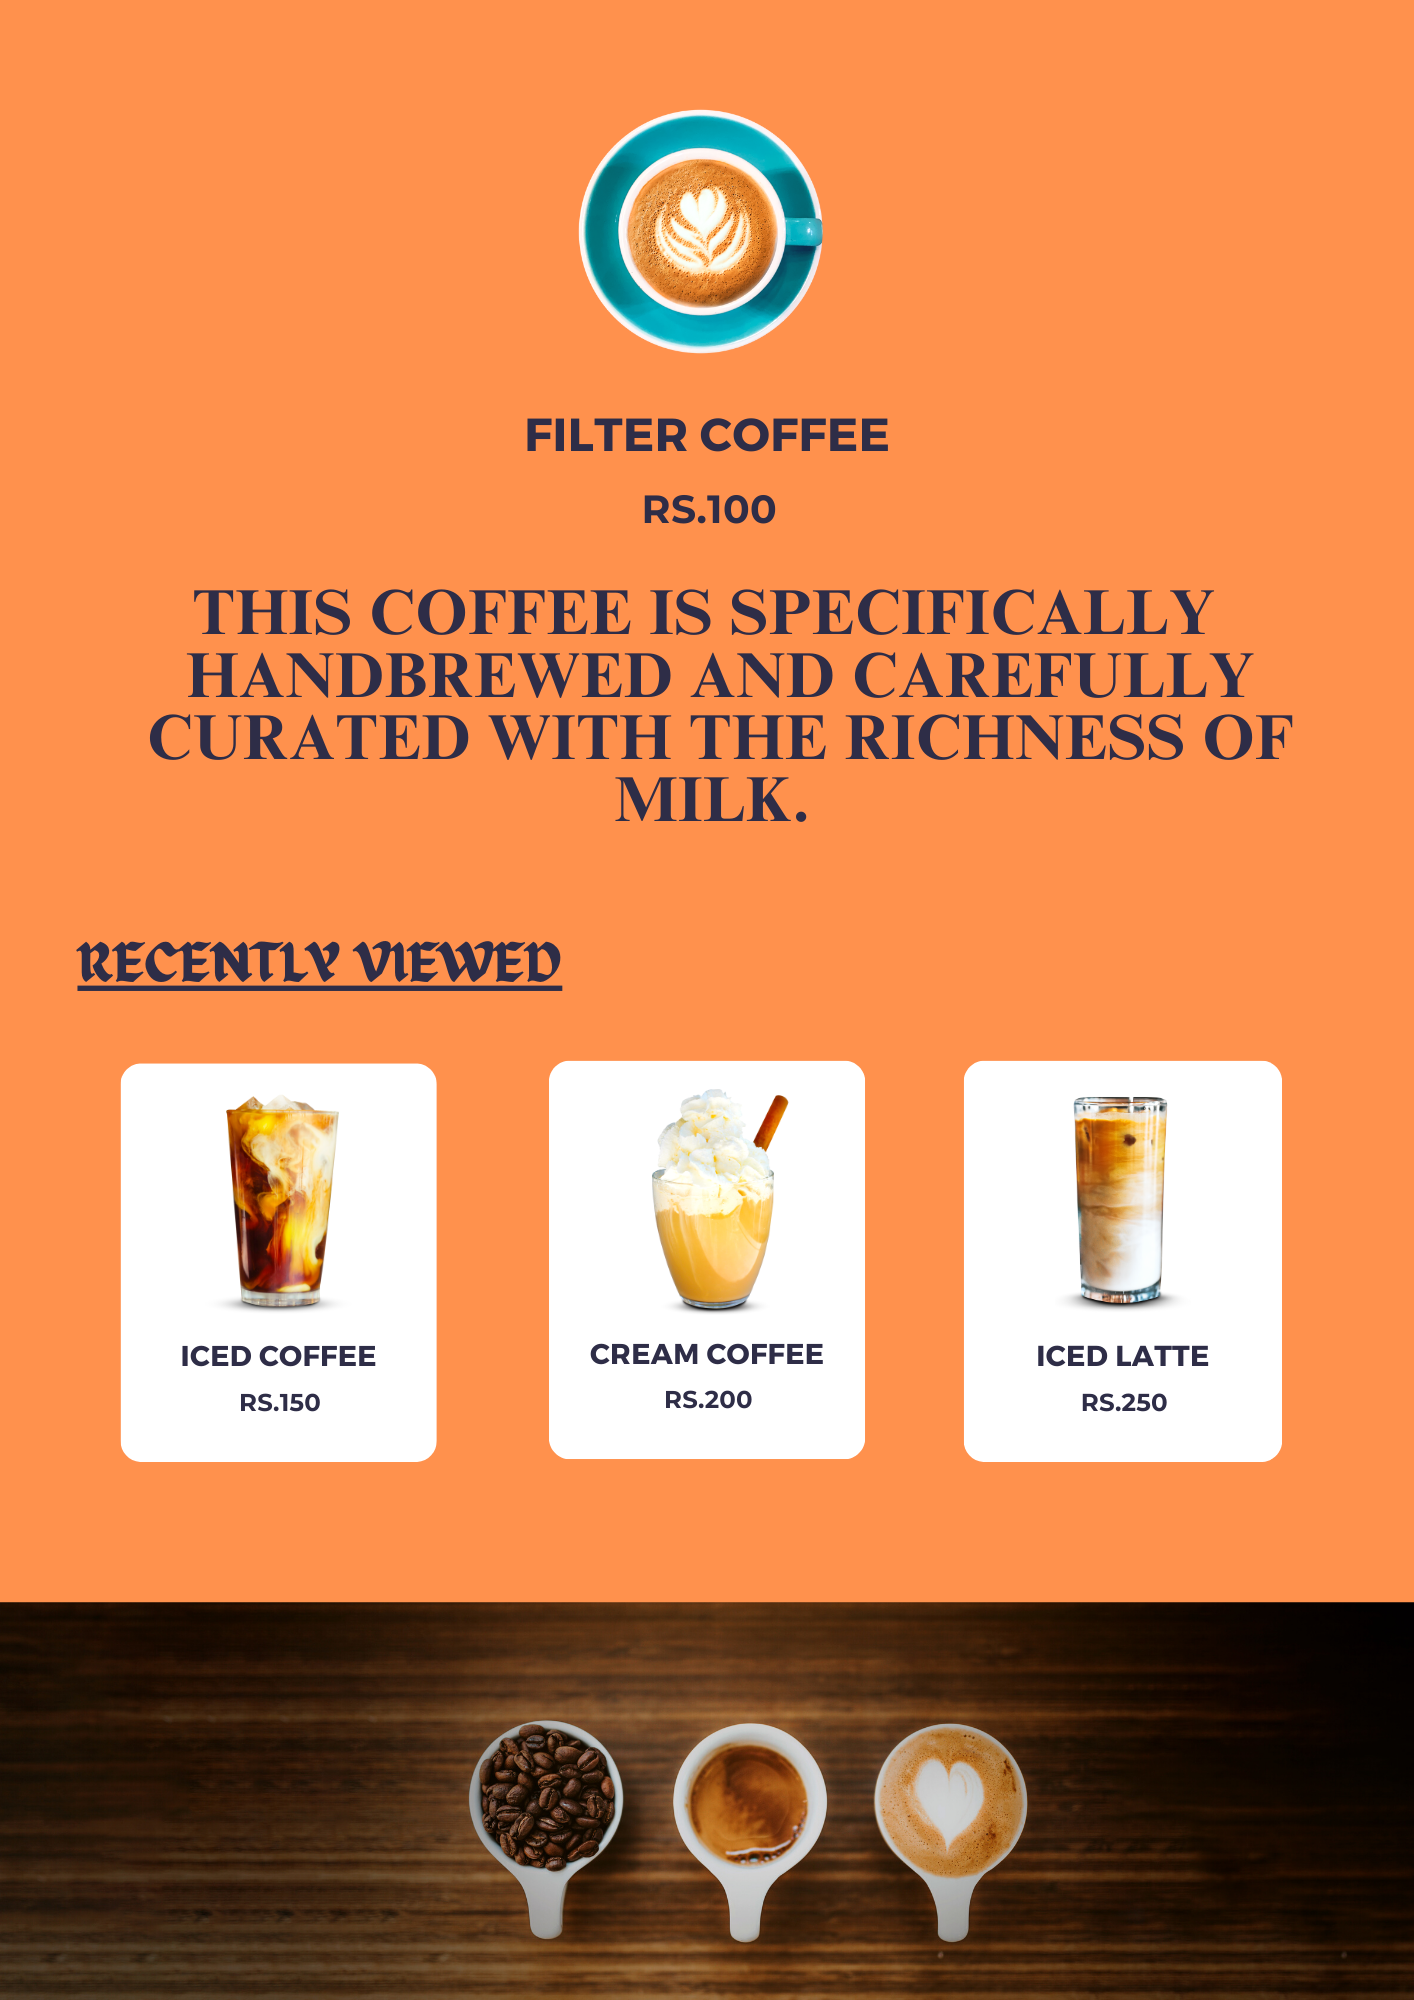 FILTER COFFEE
RS.100
THIS COFFEE IS SPECIFICALLY
HANDBREWED AND CAREFULLY
CURATED WITH THE RICHNESS OF
MILK.
RECENTLY VIEWED
ICED COFFEE
RS.150
CREAM COFFEE
RS.200
ICED LATTE
RS.250